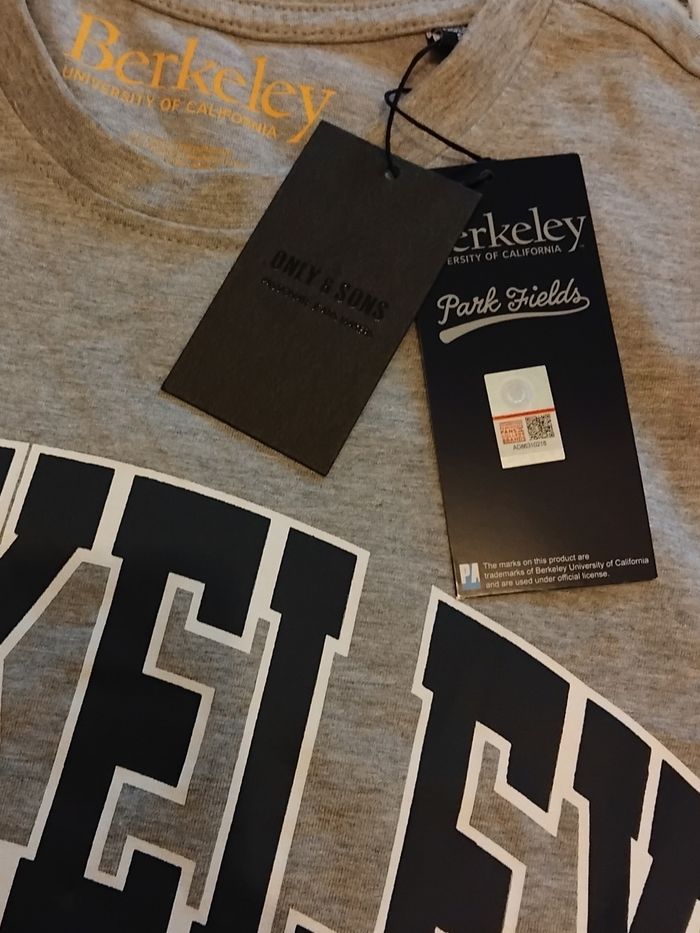 Berkeley
UNIVERSITY OF CALIFORNIA
ONLY & SONS
erkeley
ERSITY OF CALIFORNIA
Park Fields
The marks on this product are
trademarks of Berkeley University of California
and are used under official license.
KELEY